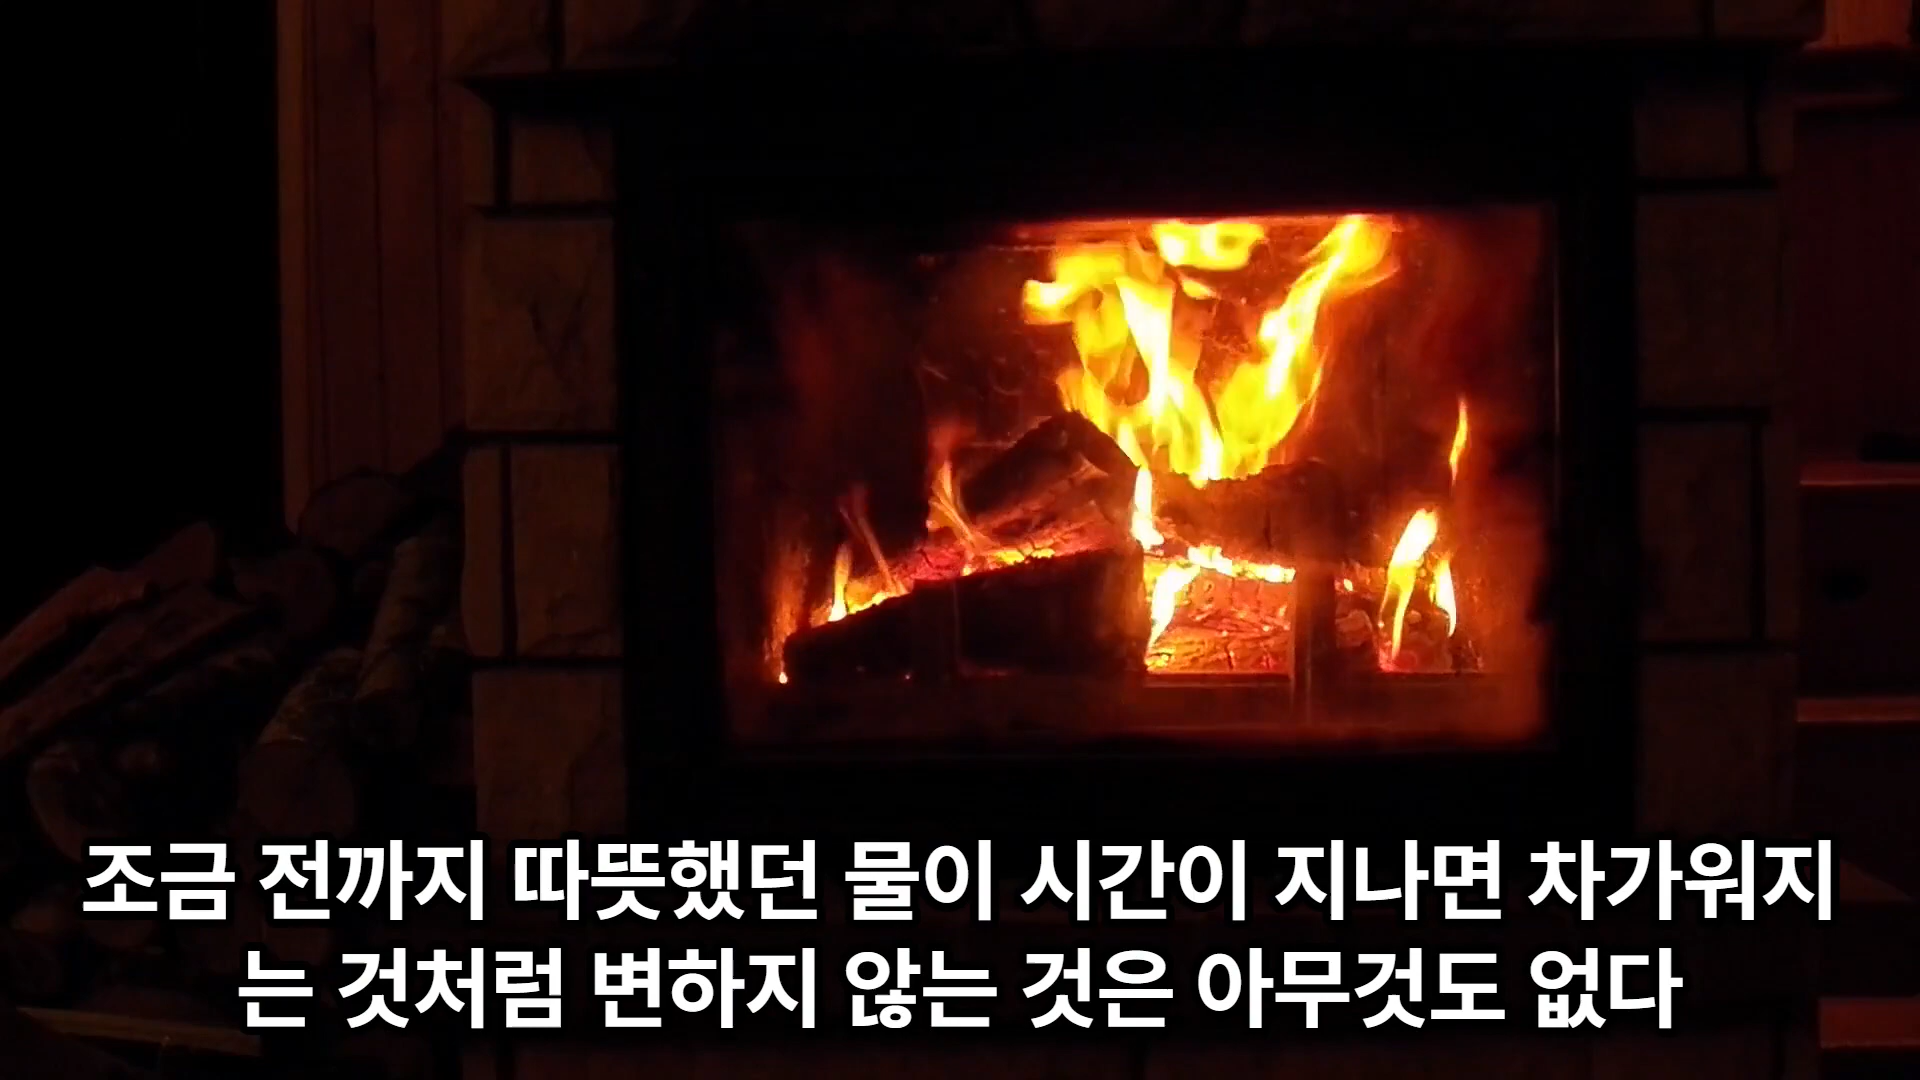 조금 전까지 따뜻했던 물이 시간이 지나면 차가워지
는 것처럼 변하지 않는 것은 아무것도 없다